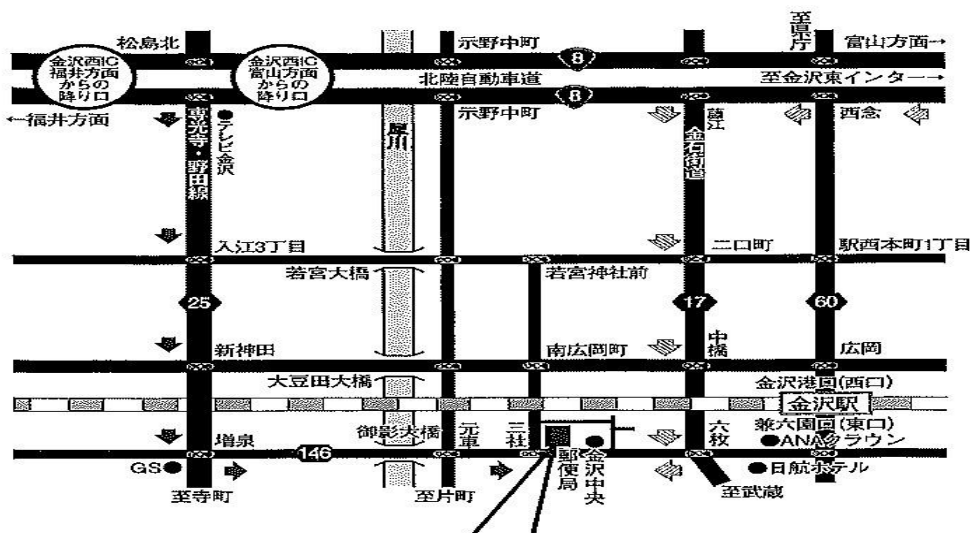 松島北
金沢西IC
福井方面
からの
降り口
金沢西IC
富山方面
からの
降り口
示野中町
8
至県庁
富山方面→
北陸自動車道
至金沢東インター→
8
←福井方面
専光寺・野田線
テレビ金沢
犀川
示野中町
藤江
金石街道
西念
入江3丁目
若宮大橋
若宮神社前
二口町
駅西本町1丁目
25
17
60
新神田
南広岡町
中橋
広岡
大豆田大橋
金沢港口(西口)
金沢駅
増泉
御影大橋
元車
三社
六枚
兼六園口(東口)
ANAクラウン
146
GS
郵便局
金沢中央
日航ホテル
至寺町
至片町
至武蔵